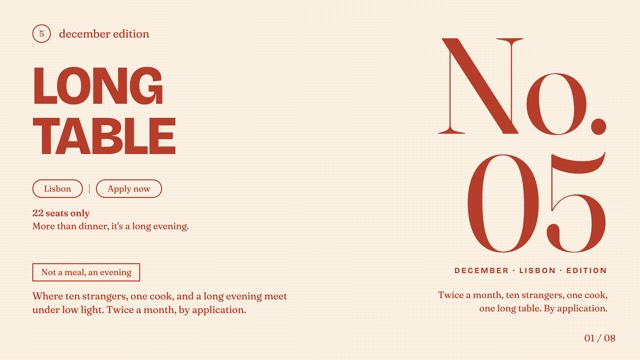 5 december edition
LONG
TABLE
Lisbon | Apply now
22 seats only
More than dinner, it's a long evening.
Not a meal, an evening
Where ten strangers, one cook, and a long evening meet
under low light. Twice a month, by application.
No.
05
DECEMBER · LISBON · EDITION
Twice a month, ten strangers, one cook,
one long table. By application.
01 / 08